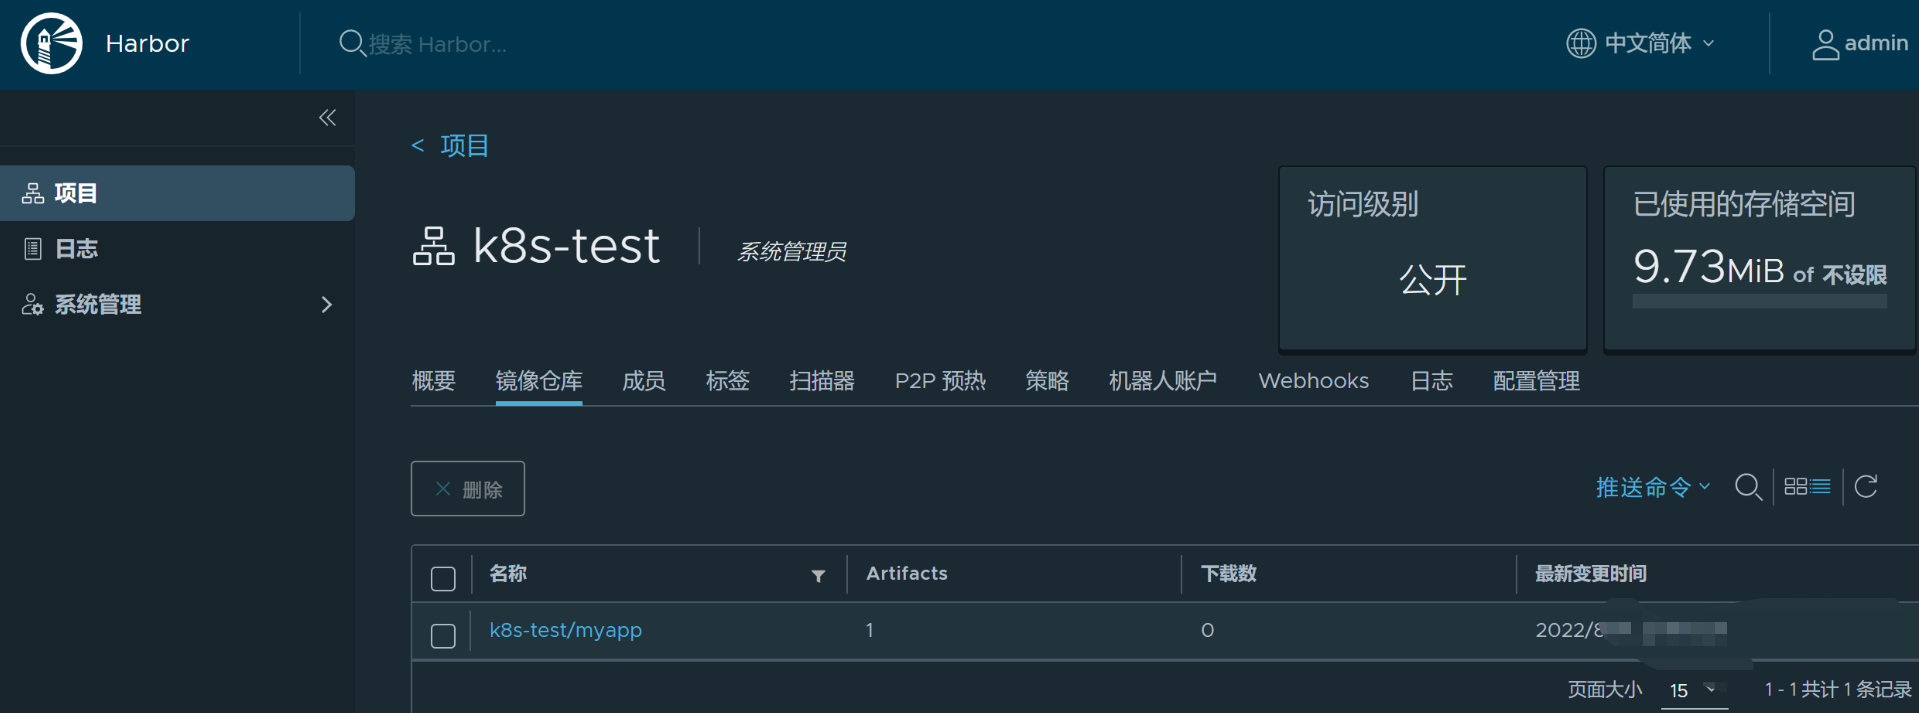 Harbor
搜索 Harbor...
中文简体
admin
< 项目
项目
日志
系统管理
k8s-test
系统管理员
访问级别
公开
已使用的存储空间
9.73MiB of 不设限
概要 镜像仓库 成员 标签 扫描器 P2P 预热 策略 机器人账户 Webhooks 日志 配置管理
删除
推送命令
名称 Artifacts 下载数 最新变更时间
k8s-test/myapp 1 0 2022/8
页面大小 15 1 - 1 共计 1 条记录